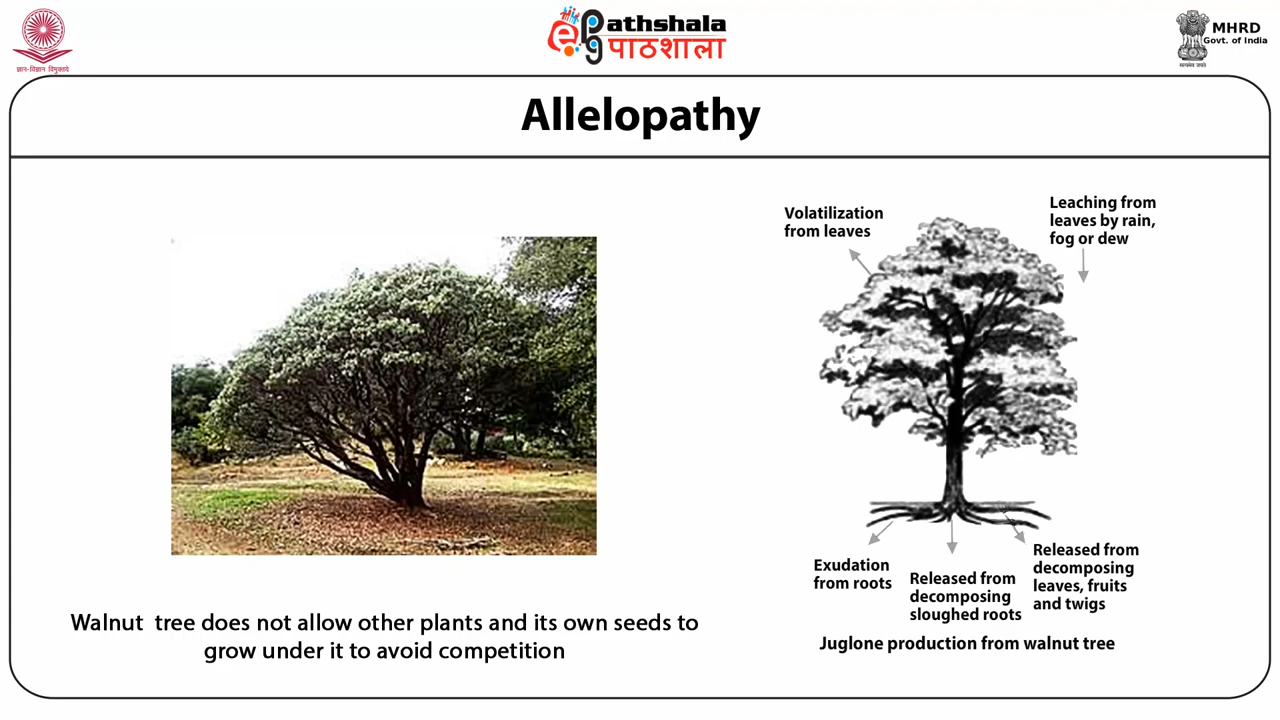 ज्ञान-विज्ञान विमुक्तये
ePathshala
पाठशाला
MHRD
Govt. of India
सत्यमेव जयते
Allelopathy
Volatilization
from leaves
Leaching from
leaves by rain,
fog or dew
Exudation
from roots
Released from
decomposing
sloughed roots
Released from
decomposing
leaves, fruits
and twigs
Juglone production from walnut tree
Walnut tree does not allow other plants and its own seeds to
grow under it to avoid competition